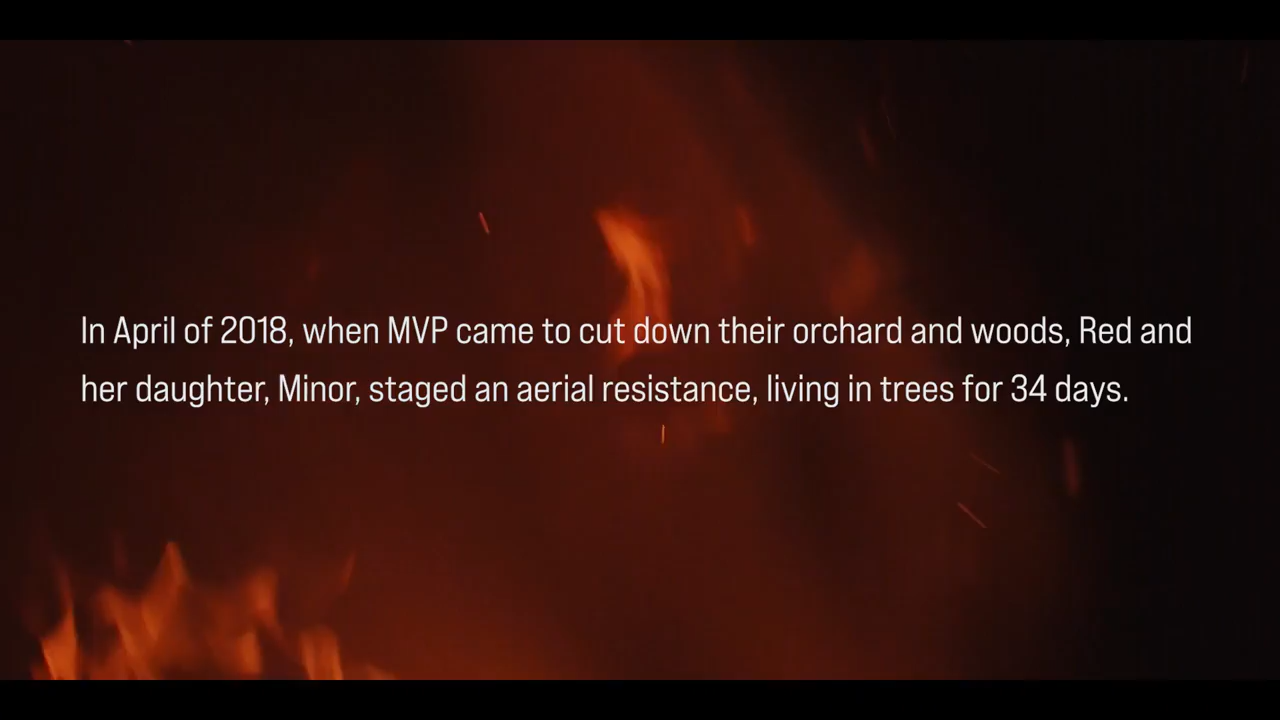 In April of 2018, when MVP came to cut down their orchard and woods, Red and
her daughter, Minor, staged an aerial resistance, living in trees for 34 days.